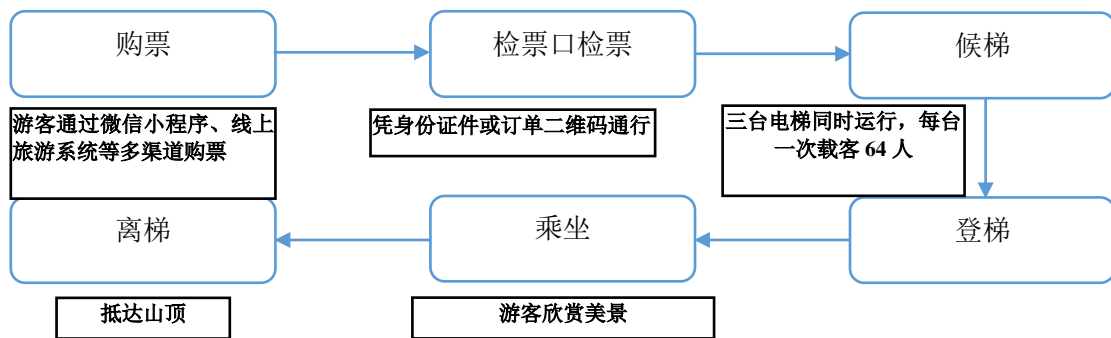 购票
检票口检票
候梯
游客通过微信小程序、线上
旅游系统等多渠道购票
凭身份证件或订单二维码通行
三台电梯同时运行，每台
一次载客 64 人
离梯
乘坐
登梯
抵达山顶
游客欣赏美景